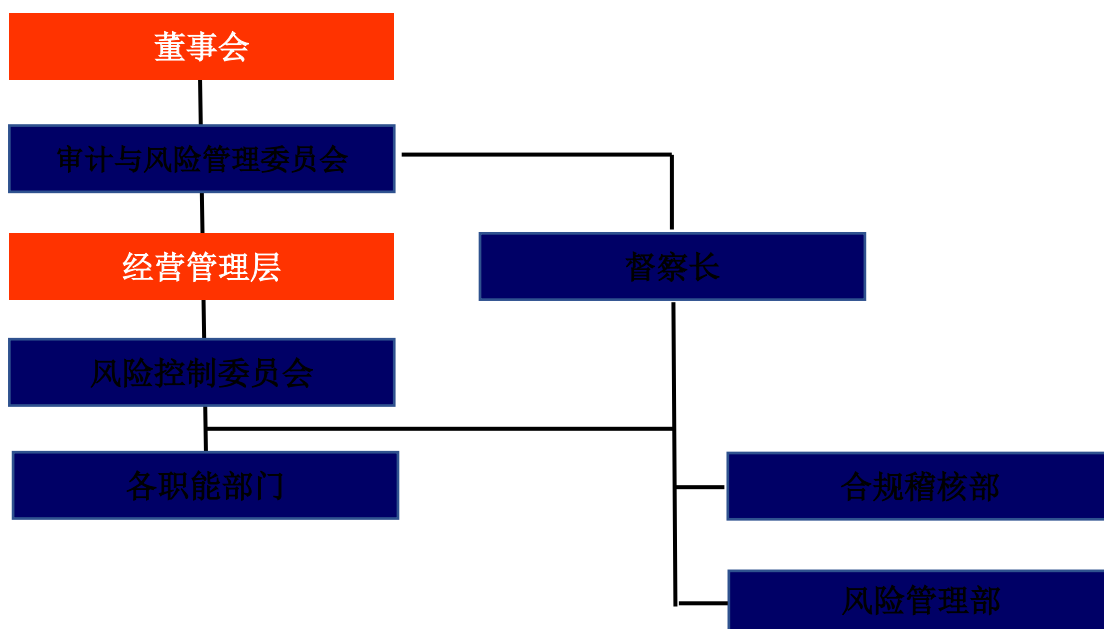 董事会
审计与风险管理委员会
经营管理层
督察长
风险控制委员会
各职能部门
合规稽核部
风险管理部